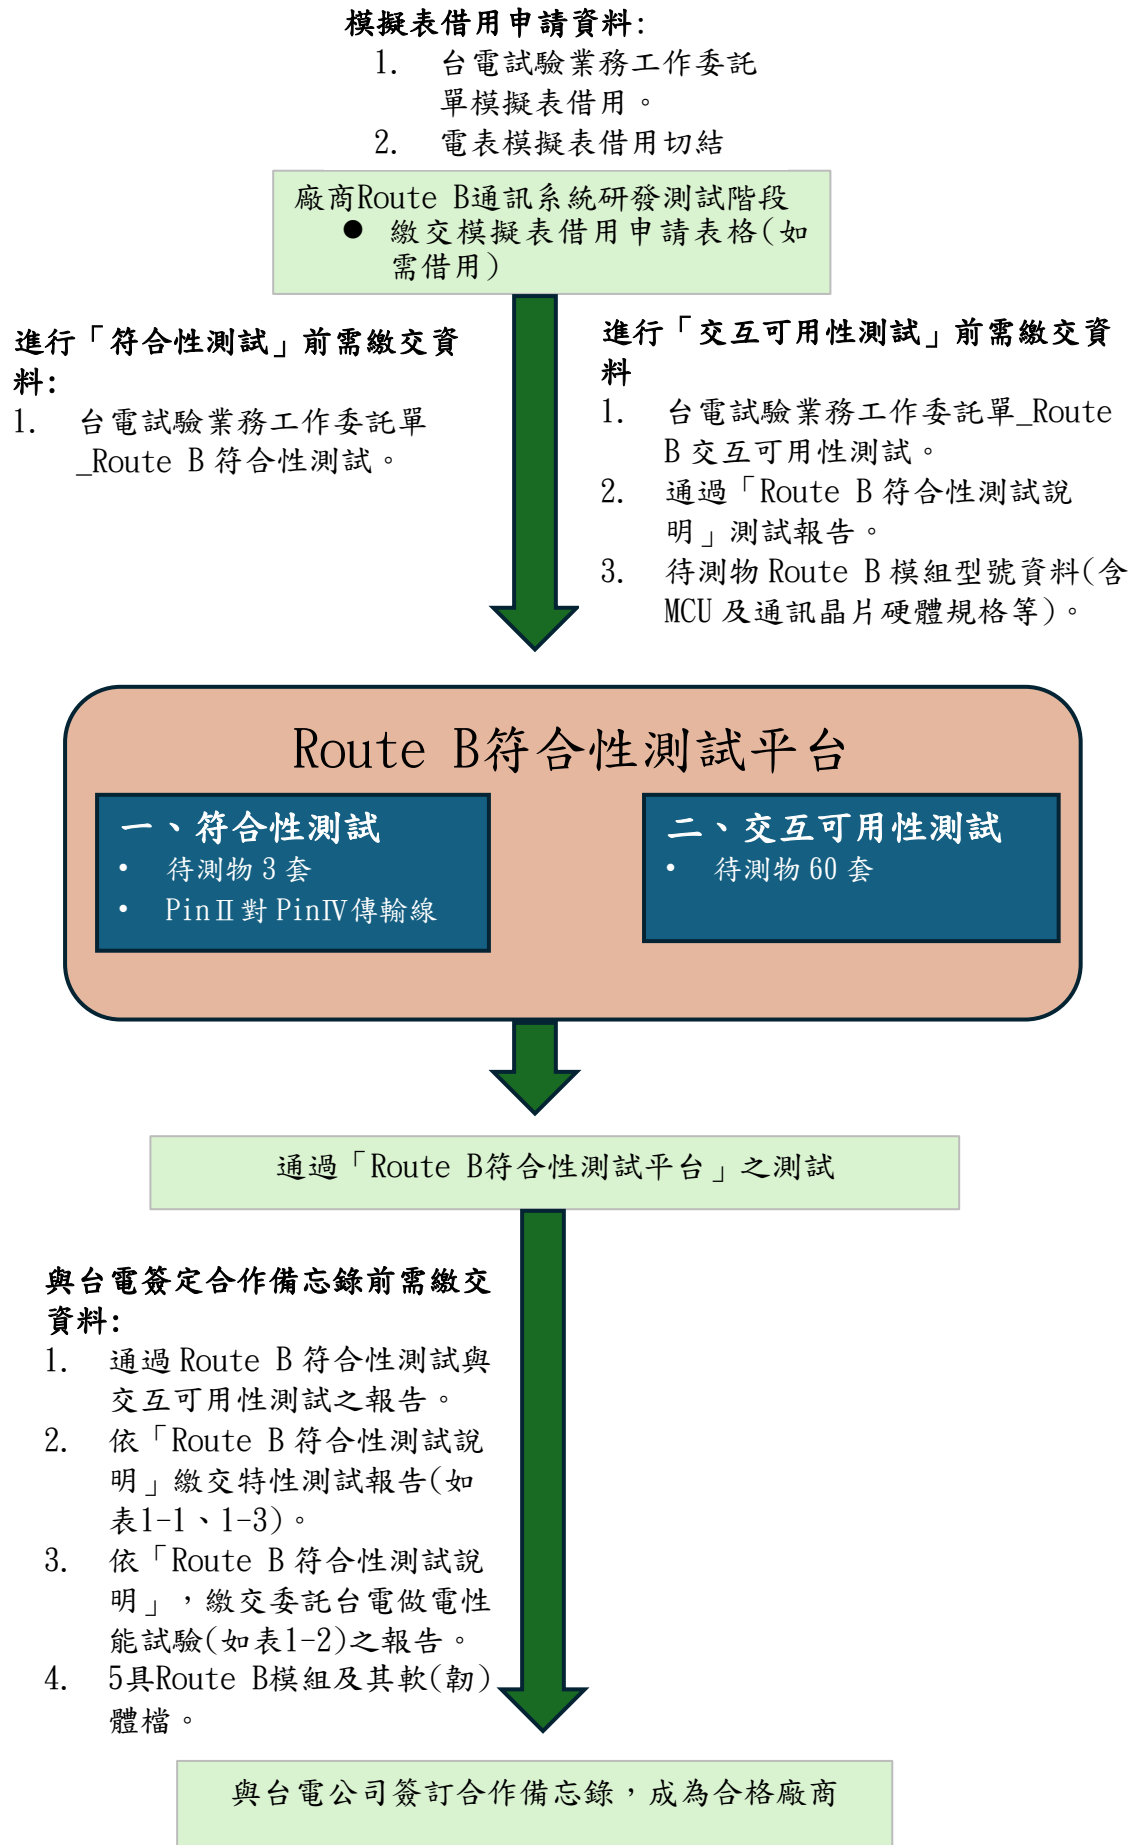 模擬表借用申請資料:
1. 台電試驗業務工作委託
單模擬表借用。
2. 電表模擬表借用切結
廠商Route B通訊系統研發測試階段
● 繳交模擬表借用申請表格(如
需借用)
進行「符合性測試」前需繳交資
料:
1. 台電試驗業務工作委託單
_Route B 符合性測試。
進行「交互可用性測試」前需繳交資
料
1. 台電試驗業務工作委託單_Route
B 交互可用性測試。
2. 通過「Route B 符合性測試說
明」測試報告。
3. 待測物 Route B 模組型號資料(含
MCU 及通訊晶片硬體規格等)。
Route B符合性測試平台
一、符合性測試
• 待測物 3 套
• PinⅡ對 PinⅣ傳輸線
二、交互可用性測試
• 待測物 60 套
通過「Route B符合性測試平台」之測試
與台電簽定合作備忘錄前需繳交
資料:
1. 通過 Route B 符合性測試與
交互可用性測試之報告。
2. 依「Route B 符合性測試說
明」繳交特性測試報告(如
表1-1、1-3)。
3. 依「Route B 符合性測試說
明」，繳交委託台電做電性
能試驗(如表1-2)之報告。
4. 5具Route B模組及其軟(韌)
體檔。
與台電公司簽訂合作備忘錄，成為合格廠商